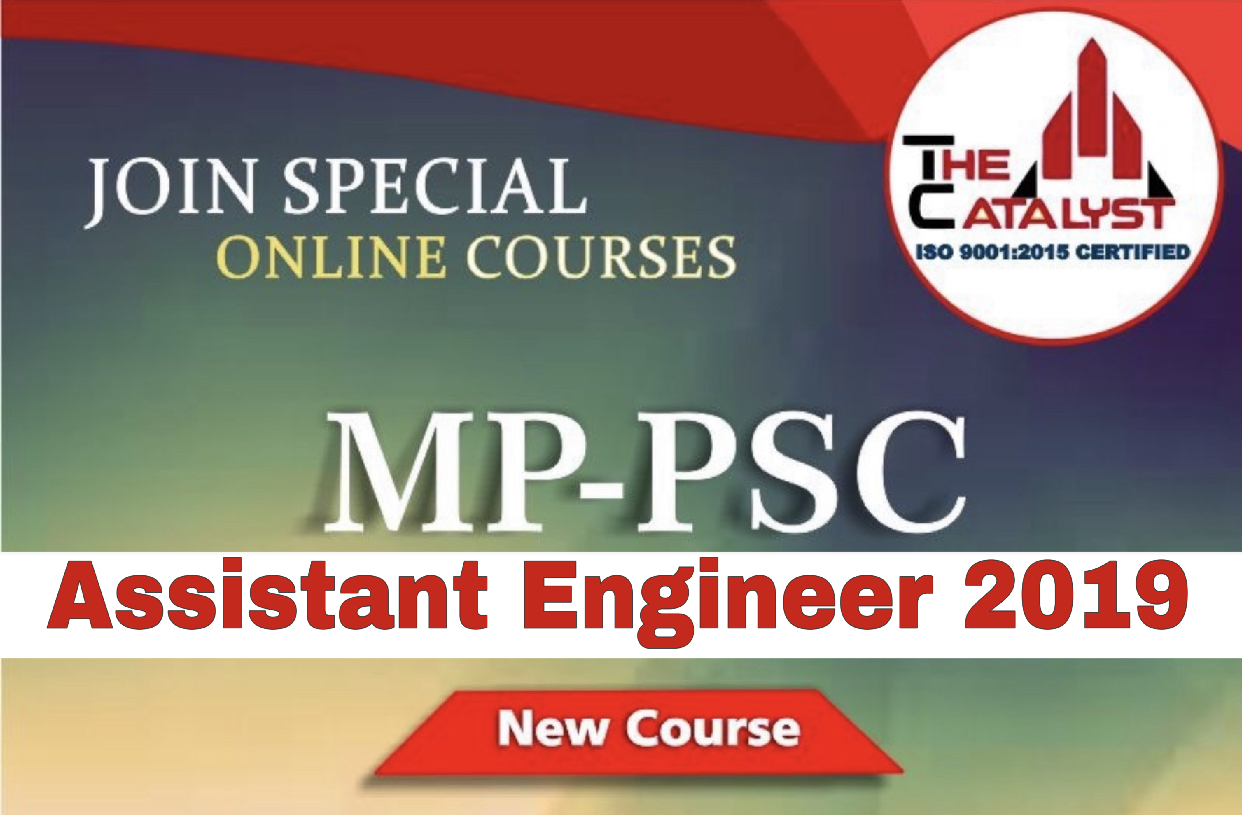 JOIN SPECIAL
ONLINE COURSES
THE
CATALYST
ISO 9001:2015 CERTIFIED
MP-PSC
Assistant Engineer 2019
New Course